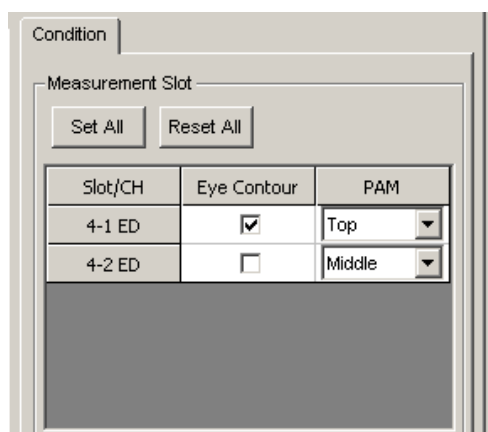 Condition
Measurement Slot
Set All Reset All
Slot/CH Eye Contour PAM
4-1 ED Top
4-2 ED Middle